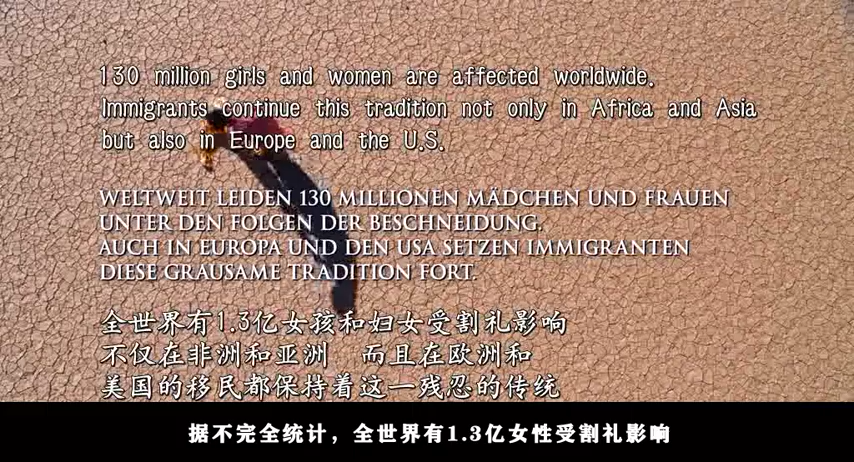 130 million girls and women are affected worldwide.
Immigrants continue this tradition not only in Africa and Asia
but also in Europe and the U.S.
WELTWEIT LEIDEN 130 MILLIONEN MÄDCHEN UND FRAUEN
UNTER DEN FOLGEN DER BESCHNEIDUNG.
AUCH IN EUROPA UND DEN USA SETZEN IMMIGRANTEN
DIESE GRAUSAME TRADITION FORT.
全世界有1.3亿女孩和妇女受割礼影响
不仅在非洲和亚洲 而且在欧洲和
美国的移民都保持着这一残忍的传统
据不完全统计，全世界有1.3亿女性受割礼影响